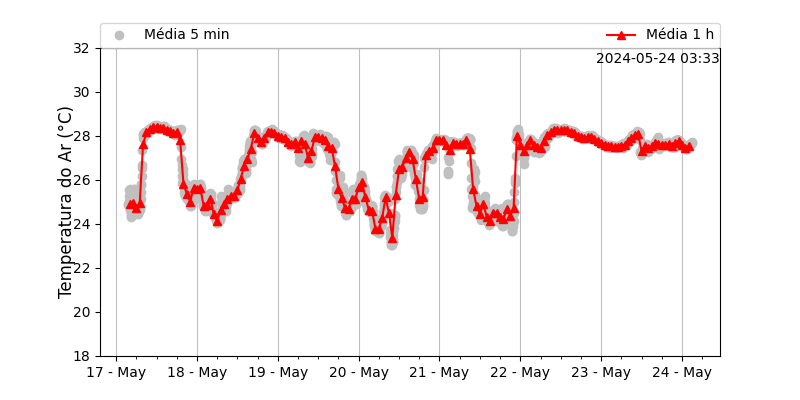 Média 5 min
Média 1 h
2024-05-24 03:33
Temperatura do Ar (°C)
32
30
28
26
24
22
20
18
17 - May
18 - May
19 - May
20 - May
21 - May
22 - May
23 - May
24 - May